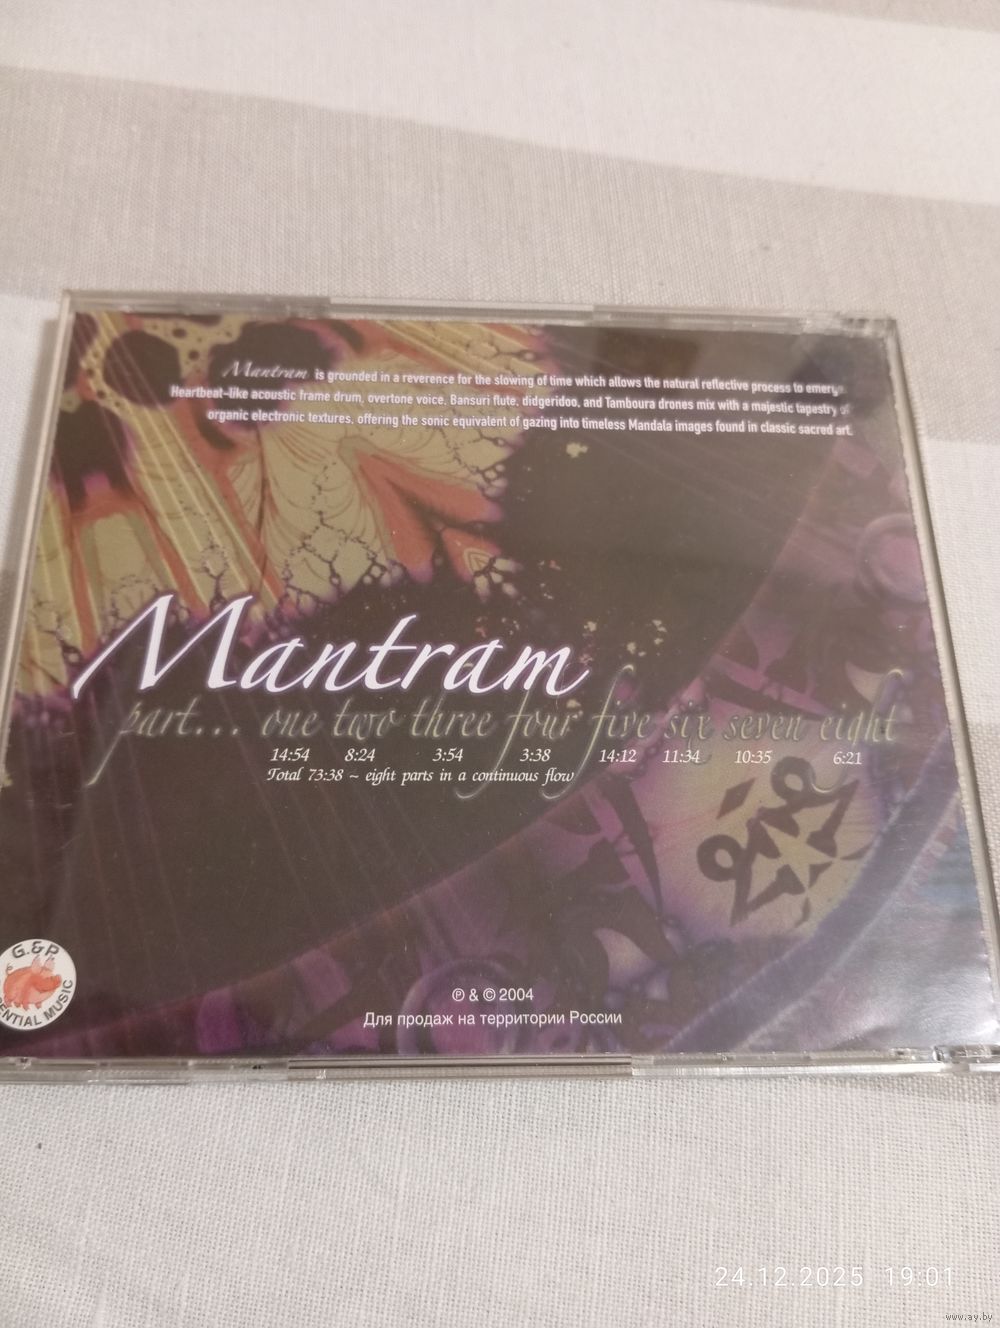 Mantram is grounded in a reverence for the slowing of time which allows the natural reflective process to emerge.
Heartbeat-like acoustic frame drum, overtone voice, Bansuri flute, didgeridoo, and Tamboura drones mix with a majestic tapestry of
organic electronic textures, offering the sonic equivalent of gazing into timeless Mandala images found in classic sacred art.
Mantram
part... one two three four five six seven eight
14:54 8:24 3:54 3:38 14:12 11:34 10:35 6:21
Total 73:38 ~ eight parts in a continuous flow
G.&P.
MUSIC
℗ & © 2004
Для продаж на территории России
24.12.2025 19:01
www.ay.by